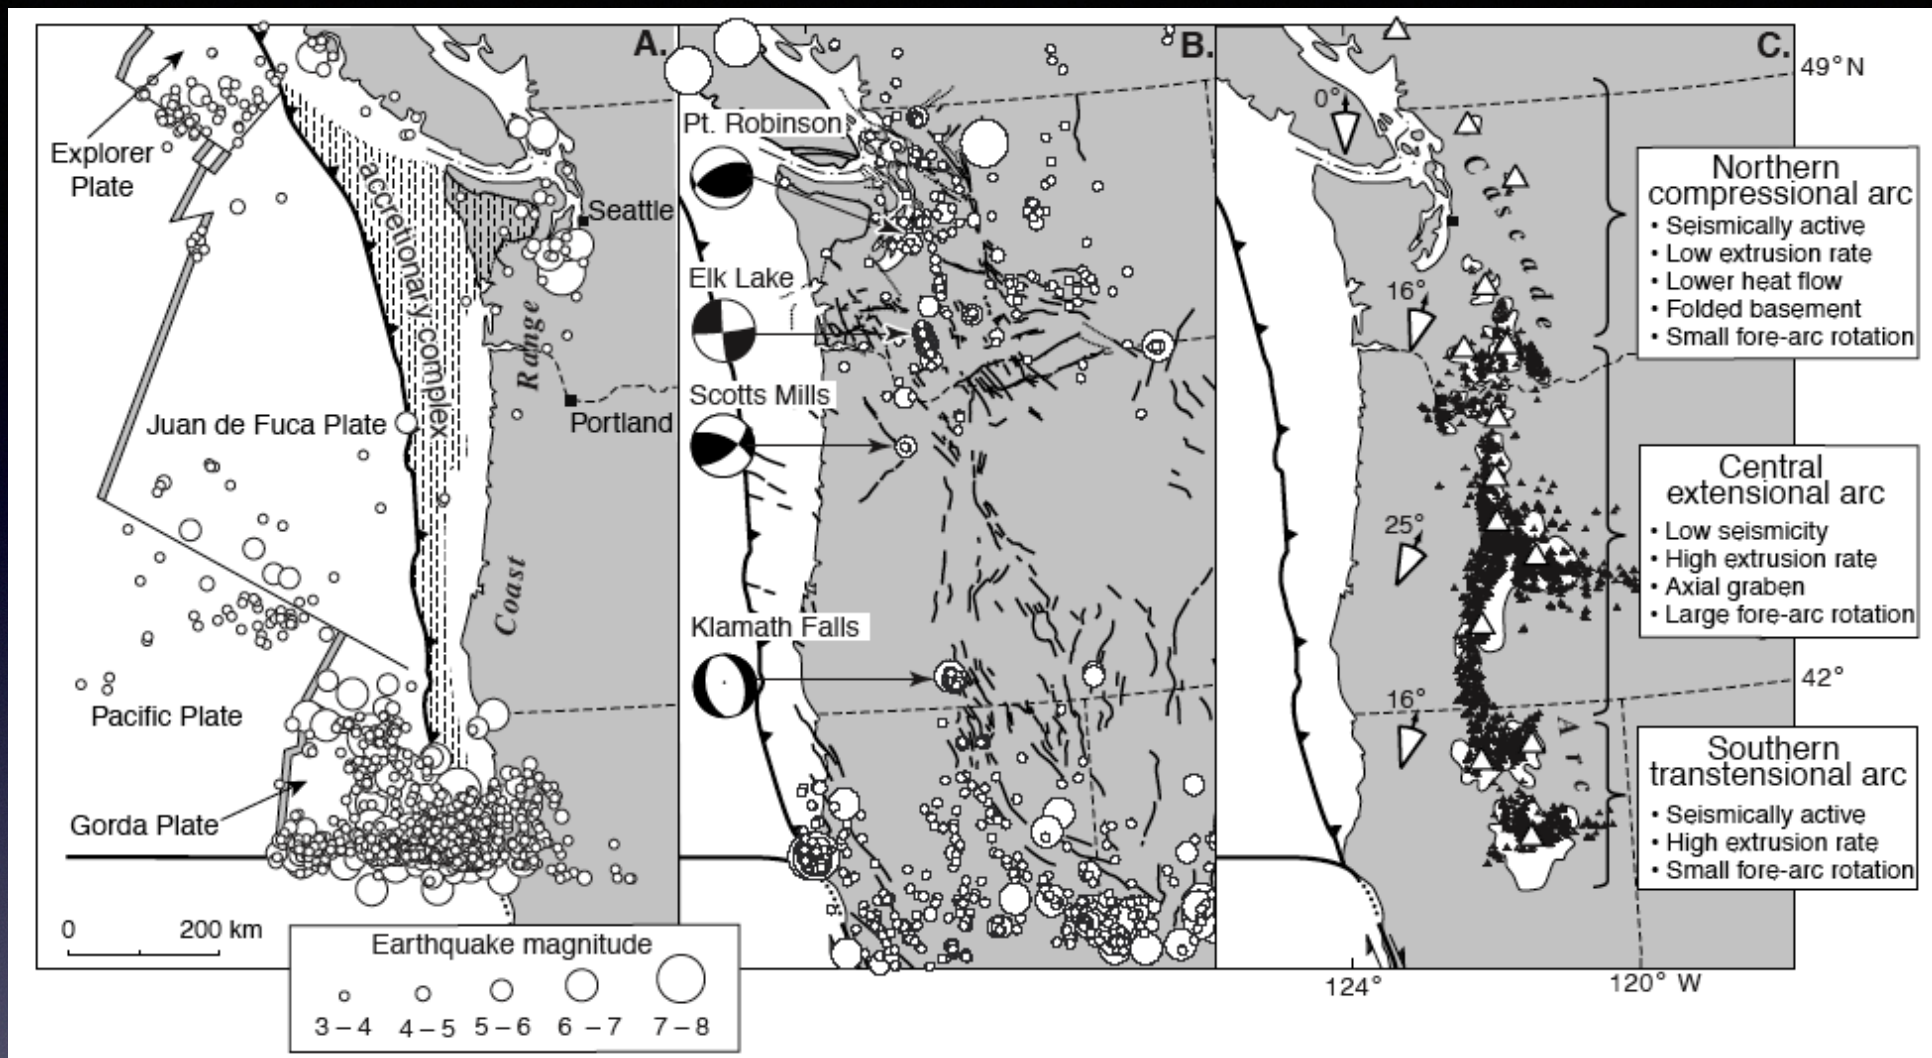 A.
Explorer
Plate
accretionary complex
Seattle
Range
Juan de Fuca Plate
Portland
Coast
Pacific Plate
Gorda Plate
0 200 km
Earthquake magnitude
3 – 4 4 – 5 5 – 6 6 – 7 7 – 8
B.
Pt. Robinson
Elk Lake
Scotts Mills
Klamath Falls
C.
49° N
0°
Cascade
16°
25°
42°
16°
Arc
124° 120° W
Northern
compressional arc
• Seismically active
• Low extrusion rate
• Lower heat flow
• Folded basement
• Small fore-arc rotation
Central
extensional arc
• Low seismicity
• High extrusion rate
• Axial graben
• Large fore-arc rotation
Southern
transtensional arc
• Seismically active
• High extrusion rate
• Small fore-arc rotation